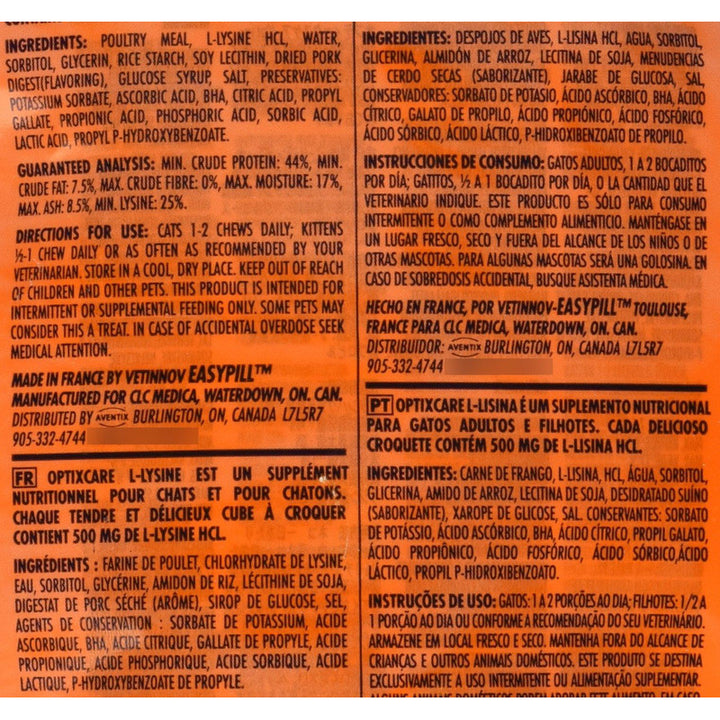 INGREDIENTS: POULTRY MEAL, L-LYSINE HCL, WATER,
SORBITOL, GLYCERIN, RICE STARCH, SOY LECITHIN, DRIED PORK
DIGEST(FLAVORING), GLUCOSE SYRUP, SALT, PRESERVATIVES:
POTASSIUM SORBATE, ASCORBIC ACID, BHA, CITRIC ACID, PROPYL
GALLATE, PROPIONIC ACID, PHOSPHORIC ACID, SORBIC ACID,
LACTIC ACID, PROPYL P-HYDROXYBENZOATE.
GUARANTEED ANALYSIS: MIN. CRUDE PROTEIN: 44%, MIN.
CRUDE FAT: 7.5%, MAX. CRUDE FIBRE: 0%, MAX. MOISTURE: 17%,
MAX. ASH: 8.5%, MIN. LYSINE: 25%.
DIRECTIONS FOR USE: CATS 1-2 CHEWS DAILY; KITTENS
½-1 CHEW DAILY OR AS OFTEN AS RECOMMENDED BY YOUR
VETERINARIAN. STORE IN A COOL, DRY PLACE. KEEP OUT OF REACH
OF CHILDREN AND OTHER PETS. THIS PRODUCT IS INTENDED FOR
INTERMITTENT OR SUPPLEMENTAL FEEDING ONLY. SOME PETS MAY
CONSIDER THIS A TREAT. IN CASE OF ACCIDENTAL OVERDOSE SEEK
MEDICAL ATTENTION.
MADE IN FRANCE BY VETINNOV EASYPILL™
MANUFACTURED FOR CLC MEDICA, WATERDOWN, ON. CAN.
DISTRIBUTED BY AVENTIX BURLINGTON, ON, CANADA L7L5R7
905-332-4744
FR OPTIXCARE L-LYSINE EST UN SUPPLÉMENT
NUTRITIONNEL POUR CHATS ET POUR CHATONS.
CHAQUE TENDRE ET DÉLICIEUX CUBE À CROQUER
CONTIENT 500 MG DE L-LYSINE HCL.
INGRÉDIENTS : FARINE DE POULET, CHLORHYDRATE DE LYSINE,
EAU, SORBITOL, GLYCÉRINE, AMIDON DE RIZ, LÉCITHINE DE SOJA,
DIGESTAT DE PORC SÉCHÉ (ARÔME), SIROP DE GLUCOSE, SEL,
AGENTS DE CONSERVATION : SORBATE DE POTASSIUM, ACIDE
ASCORBIQUE, BHA, ACIDE CITRIQUE, GALLATE DE PROPYLE, ACIDE
PROPIONIQUE, ACIDE PHOSPHORIQUE, ACIDE SORBIQUE, ACIDE
LACTIQUE, P-HYDROXYBENZOATE DE PROPYLE.
INGREDIENTES: DESPOJOS DE AVES, L-LISINA HCL, AGUA, SORBITOL,
GLICERINA, ALMIDÓN DE ARROZ, LECITINA DE SOJA, MENUDENCIAS
DE CERDO SECAS (SABORIZANTE), JARABE DE GLUCOSA, SAL,
CONSERVADORES: SORBATO DE POTASIO, ÁCIDO ASCÓRBICO, BHA, ÁCIDO
CÍTRICO, GALATO DE PROPILO, ÁCIDO PROPIÓNICO, ÁCIDO FOSFÓRICO,
ÁCIDO SÓRBICO, ÁCIDO LÁCTICO, P-HIDROXIBENZOATO DE PROPILO.
INSTRUCCIONES DE CONSUMO: GATOS ADULTOS, 1 A 2 BOCADITOS
POR DÍA; GATITOS, ½ A 1 BOCADITO POR DÍA, O LA CANTIDAD QUE EL
VETERINARIO INDIQUE. ESTE PRODUCTO ES SÓLO PARA CONSUMO
INTERMITENTE O COMO COMPLEMENTO ALIMENTICIO. MANTÉNGASE EN
UN LUGAR FRESCO, SECO Y FUERA DEL ALCANCE DE LOS NIÑOS O DE
OTRAS MASCOTAS. PARA ALGUNAS MASCOTAS SERÁ UNA GOLOSINA. EN
CASO DE SOBREDOSIS ACCIDENTAL, BUSQUE ASISTENTA MÉDICA.
HECHO EN FRANCE, POR VETINNOV-EASYPILL™ TOULOUSE,
FRANCE PARA CLC MEDICA, WATERDOWN, ON. CAN.
DISTRIBUIDOR: AVENTIX BURLINGTON, ON, CANADA L7L5R7
905-332-4744
PT OPTIXCARE L-LISINA É UM SUPLEMENTO NUTRICIONAL
PARA GATOS ADULTOS E FILHOTES. CADA DELICIOSO
CROQUETE CONTÉM 500 MG DE L-LISINA HCL.
INGREDIENTES: CARNE DE FRANGO, L-LISINA, HCL, ÁGUA, SORBITOL,
GLICERINA, AMIDO DE ARROZ, LECITINA DE SOJA, DESIDRATADO SUÍNO
(SABORIZANTE), XAROPE DE GLICOSE, SAL. CONSERVANTES: SORBATO
DE POTÁSSIO, ÁCIDO ASCÓRBICO, BHA, ÁCIDO CÍTRICO, PROPIL GALATO,
ÁCIDO PROPIÔNICO, ÁCIDO FOSFÓRICO, ÁCIDO SÓRBICO,ÁCIDO
LÁCTICO, PROPIL P-HIDROXIBENZOATO.
INSTRUÇÕES DE USO: GATOS: 1 A 2 PORÇÕES AO DIA; FILHOTES: 1/2 A
1 PORÇÃO AO DIA OU CONFORME A RECOMENDAÇÃO DO SEU VETERINÁRIO.
ARMAZENE EM LOCAL FRESCO E SECO. MANTENHA FORA DO ALCANCE DE
CRIANÇAS E OUTROS ANIMAIS DOMÉSTICOS. ESTE PRODUTO SE DESTINA
EXCLUSIVAMENTE A USO INTERMITENTE OU ALIMENTAÇÃO SUPLEMENTAR.